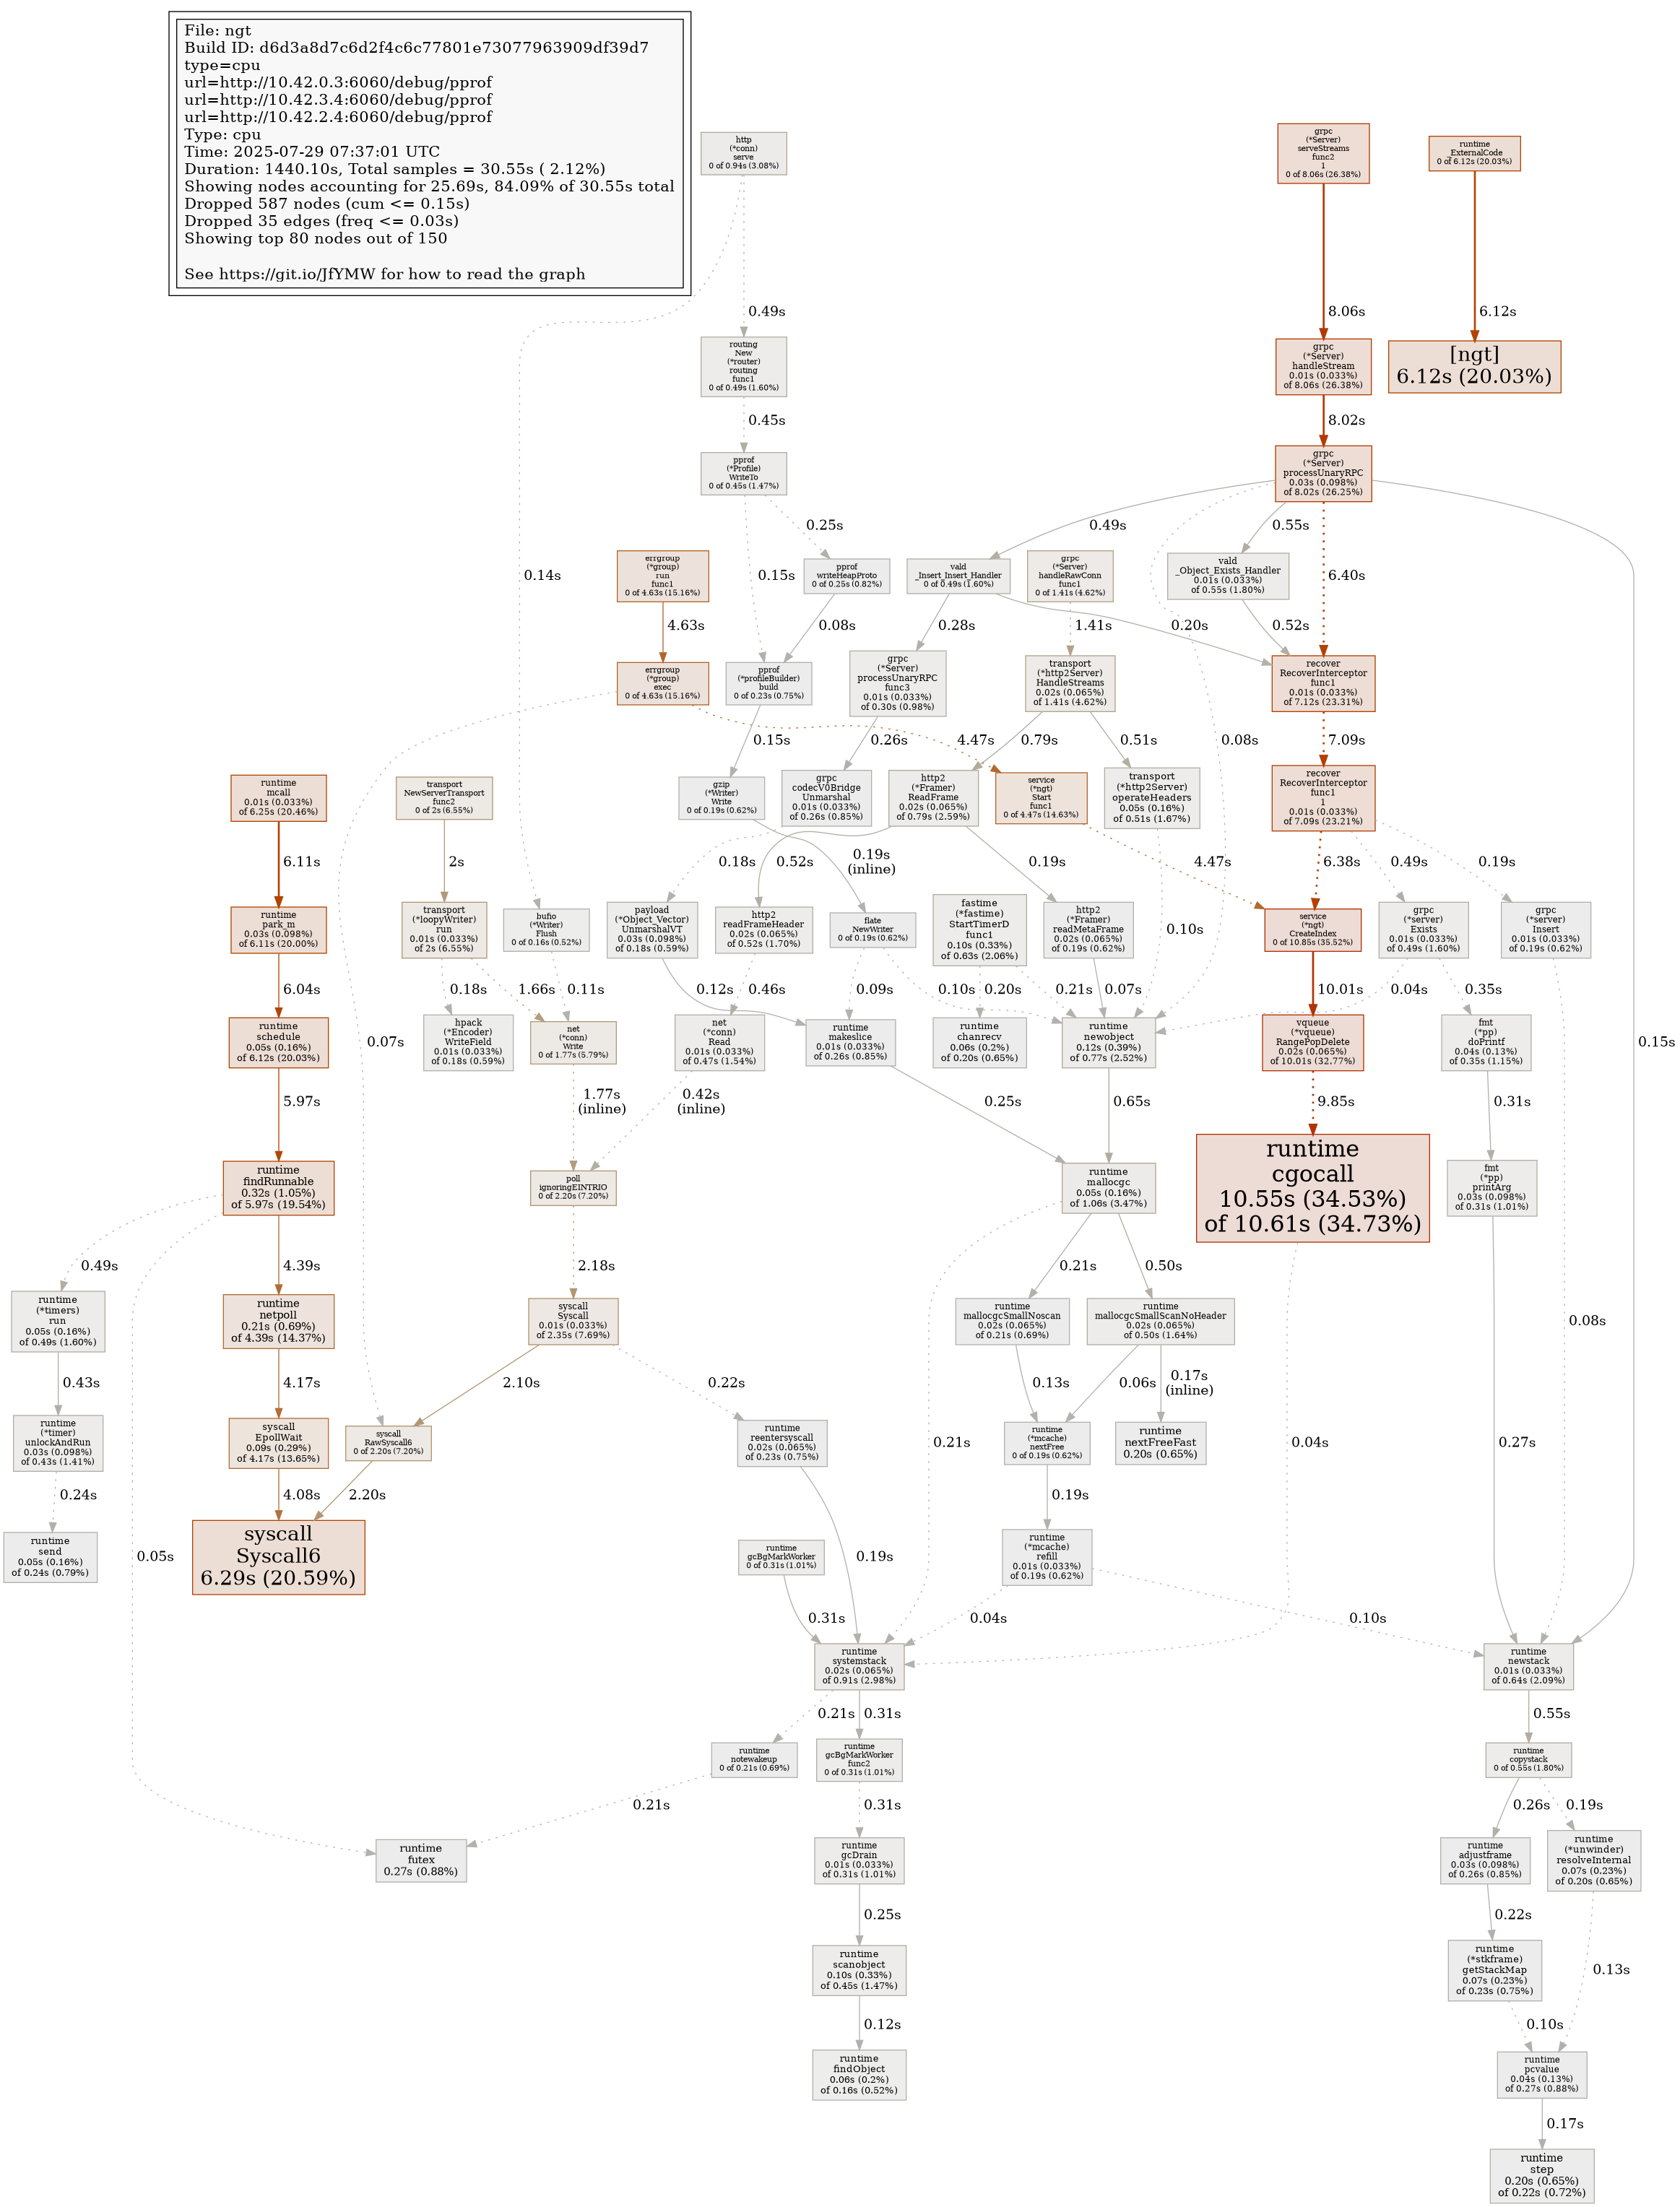 File: ngt
Build ID: d6d3a8d7c6d2f4c6c77801e73077963909df39d7
type=cpu
url=http://10.42.0.3:6060/debug/pprof
url=http://10.42.3.4:6060/debug/pprof
url=http://10.42.2.4:6060/debug/pprof
Type: cpu
Time: 2025-07-29 07:37:01 UTC
Duration: 1440.10s, Total samples = 30.55s ( 2.12%)
Showing nodes accounting for 25.69s, 84.09% of 30.55s total
Dropped 587 nodes (cum <= 0.15s)
Dropped 35 edges (freq <= 0.03s)
Showing top 80 nodes out of 150
See https://git.io/JfYMW for how to read the graph
http
(*conn)
serve
0 of 0.94s (3.08%)
grpc
(*Server)
serveStreams
func2
1
0 of 8.06s (26.38%)
runtime
_ExternalCode
0 of 6.12s (20.03%)
0.49s
8.06s
6.12s
routing
New
(*router)
routing
func1
0 of 0.49s (1.60%)
grpc
(*Server)
handleStream
0.01s (0.033%)
of 8.06s (26.38%)
[ngt]
6.12s (20.03%)
0.45s
8.02s
pprof
(*Profile)
WriteTo
0 of 0.45s (1.47%)
grpc
(*Server)
processUnaryRPC
0.03s (0.098%)
of 8.02s (26.25%)
0.25s
0.49s
0.55s
0.14s
0.15s
6.40s
errgroup
(*group)
run
func1
0 of 4.63s (15.16%)
pprof
writeHeapProto
0 of 0.25s (0.82%)
vald
_Insert_Insert_Handler
0 of 0.49s (1.60%)
grpc
(*Server)
handleRawConn
func1
0 of 1.41s (4.62%)
vald
_Object_Exists_Handler
0.01s (0.033%)
of 0.55s (1.80%)
4.63s
0.08s
0.28s
1.41s
0.20s
0.52s
errgroup
(*group)
exec
0 of 4.63s (15.16%)
pprof
(*profileBuilder)
build
0 of 0.23s (0.75%)
grpc
(*Server)
processUnaryRPC
func3
0.01s (0.033%)
of 0.30s (0.98%)
transport
(*http2Server)
HandleStreams
0.02s (0.065%)
of 1.41s (4.62%)
recover
RecoverInterceptor
func1
0.01s (0.033%)
of 7.12s (23.31%)
0.15s
0.26s
4.47s
0.79s
0.51s
0.08s
7.09s
runtime
mcall
0.01s (0.033%)
of 6.25s (20.46%)
transport
NewServerTransport
func2
0 of 2s (6.55%)
gzip
(*Writer)
Write
0 of 0.19s (0.62%)
grpc
codecV0Bridge
Unmarshal
0.01s (0.033%)
of 0.26s (0.85%)
http2
(*Framer)
ReadFrame
0.02s (0.065%)
of 0.79s (2.59%)
service
(*ngt)
Start
func1
0 of 4.47s (14.63%)
transport
(*http2Server)
operateHeaders
0.05s (0.16%)
of 0.51s (1.67%)
recover
RecoverInterceptor
func1
1
0.01s (0.033%)
of 7.09s (23.21%)
6.11s
2s
0.18s
0.19s
(inline)
0.52s
0.19s
4.47s
6.38s
0.49s
0.19s
runtime
park_m
0.03s (0.098%)
of 6.11s (20.00%)
transport
(*loopyWriter)
run
0.01s (0.033%)
of 2s (6.55%)
bufio
(*Writer)
Flush
0 of 0.16s (0.52%)
payload
(*Object_Vector)
UnmarshalVT
0.03s (0.098%)
of 0.18s (0.59%)
http2
readFrameHeader
0.02s (0.065%)
of 0.52s (1.70%)
flate
NewWriter
0 of 0.19s (0.62%)
fastime
(*fastime)
StartTimerD
func1
0.10s (0.33%)
of 0.63s (2.06%)
http2
(*Framer)
readMetaFrame
0.02s (0.065%)
of 0.19s (0.62%)
0.10s
service
(*ngt)
CreateIndex
0 of 10.85s (35.52%)
grpc
(*server)
Exists
0.01s (0.033%)
of 0.49s (1.60%)
grpc
(*server)
Insert
0.01s (0.033%)
of 0.19s (0.62%)
6.04s
0.18s
1.66s
0.11s
0.12s
0.46s
0.09s
0.10s
0.20s
0.21s
0.07s
10.01s
0.04s
0.35s
0.07s
0.15s
runtime
schedule
0.05s (0.16%)
of 6.12s (20.03%)
hpack
(*Encoder)
WriteField
0.01s (0.033%)
of 0.18s (0.59%)
net
(*conn)
Write
0 of 1.77s (5.79%)
net
(*conn)
Read
0.01s (0.033%)
of 0.47s (1.54%)
runtime
makeslice
0.01s (0.033%)
of 0.26s (0.85%)
runtime
chanrecv
0.06s (0.2%)
of 0.20s (0.65%)
runtime
newobject
0.12s (0.39%)
of 0.77s (2.52%)
vqueue
(*vqueue)
RangePopDelete
0.02s (0.065%)
of 10.01s (32.77%)
fmt
(*pp)
doPrintf
0.04s (0.13%)
of 0.35s (1.15%)
5.97s
1.77s
(inline)
0.42s
(inline)
0.25s
0.65s
9.85s
0.31s
runtime
findRunnable
0.32s (1.05%)
of 5.97s (19.54%)
poll
ignoringEINTRIO
0 of 2.20s (7.20%)
runtime
mallocgc
0.05s (0.16%)
of 1.06s (3.47%)
runtime
cgocall
10.55s (34.53%)
of 10.61s (34.73%)
fmt
(*pp)
printArg
0.03s (0.098%)
of 0.31s (1.01%)
0.49s
4.39s
2.18s
0.21s
0.50s
runtime
(*timers)
run
0.05s (0.16%)
of 0.49s (1.60%)
runtime
netpoll
0.21s (0.69%)
of 4.39s (14.37%)
syscall
Syscall
0.01s (0.033%)
of 2.35s (7.69%)
runtime
mallocgcSmallNoscan
0.02s (0.065%)
of 0.21s (0.69%)
runtime
mallocgcSmallScanNoHeader
0.02s (0.065%)
of 0.50s (1.64%)
0.08s
0.43s
4.17s
2.10s
0.22s
0.13s
0.06s
0.17s
(inline)
runtime
(*timer)
unlockAndRun
0.03s (0.098%)
of 0.43s (1.41%)
syscall
EpollWait
0.09s (0.29%)
of 4.17s (13.65%)
syscall
RawSyscall6
0 of 2.20s (7.20%)
runtime
reentersyscall
0.02s (0.065%)
of 0.23s (0.75%)
0.21s
runtime
(*mcache)
nextFree
0 of 0.19s (0.62%)
runtime
nextFreeFast
0.20s (0.65%)
0.04s
0.27s
0.24s
4.08s
2.20s
0.19s
runtime
send
0.05s (0.16%)
of 0.24s (0.79%)
0.05s
syscall
Syscall6
6.29s (20.59%)
runtime
gcBgMarkWorker
0 of 0.31s (1.01%)
0.19s
runtime
(*mcache)
refill
0.01s (0.033%)
of 0.19s (0.62%)
0.31s
0.04s
0.10s
runtime
systemstack
0.02s (0.065%)
of 0.91s (2.98%)
runtime
newstack
0.01s (0.033%)
of 0.64s (2.09%)
0.21s
0.31s
0.55s
runtime
notewakeup
0 of 0.21s (0.69%)
runtime
gcBgMarkWorker
func2
0 of 0.31s (1.01%)
runtime
copystack
0 of 0.55s (1.80%)
0.21s
0.31s
0.26s
0.19s
runtime
futex
0.27s (0.88%)
runtime
gcDrain
0.01s (0.033%)
of 0.31s (1.01%)
runtime
adjustframe
0.03s (0.098%)
of 0.26s (0.85%)
runtime
(*unwinder)
resolveInternal
0.07s (0.23%)
of 0.20s (0.65%)
0.25s
0.22s
runtime
scanobject
0.10s (0.33%)
of 0.45s (1.47%)
runtime
(*stkframe)
getStackMap
0.07s (0.23%)
of 0.23s (0.75%)
0.13s
0.12s
0.10s
runtime
findObject
0.06s (0.2%)
of 0.16s (0.52%)
runtime
pcvalue
0.04s (0.13%)
of 0.27s (0.88%)
0.17s
runtime
step
0.20s (0.65%)
of 0.22s (0.72%)